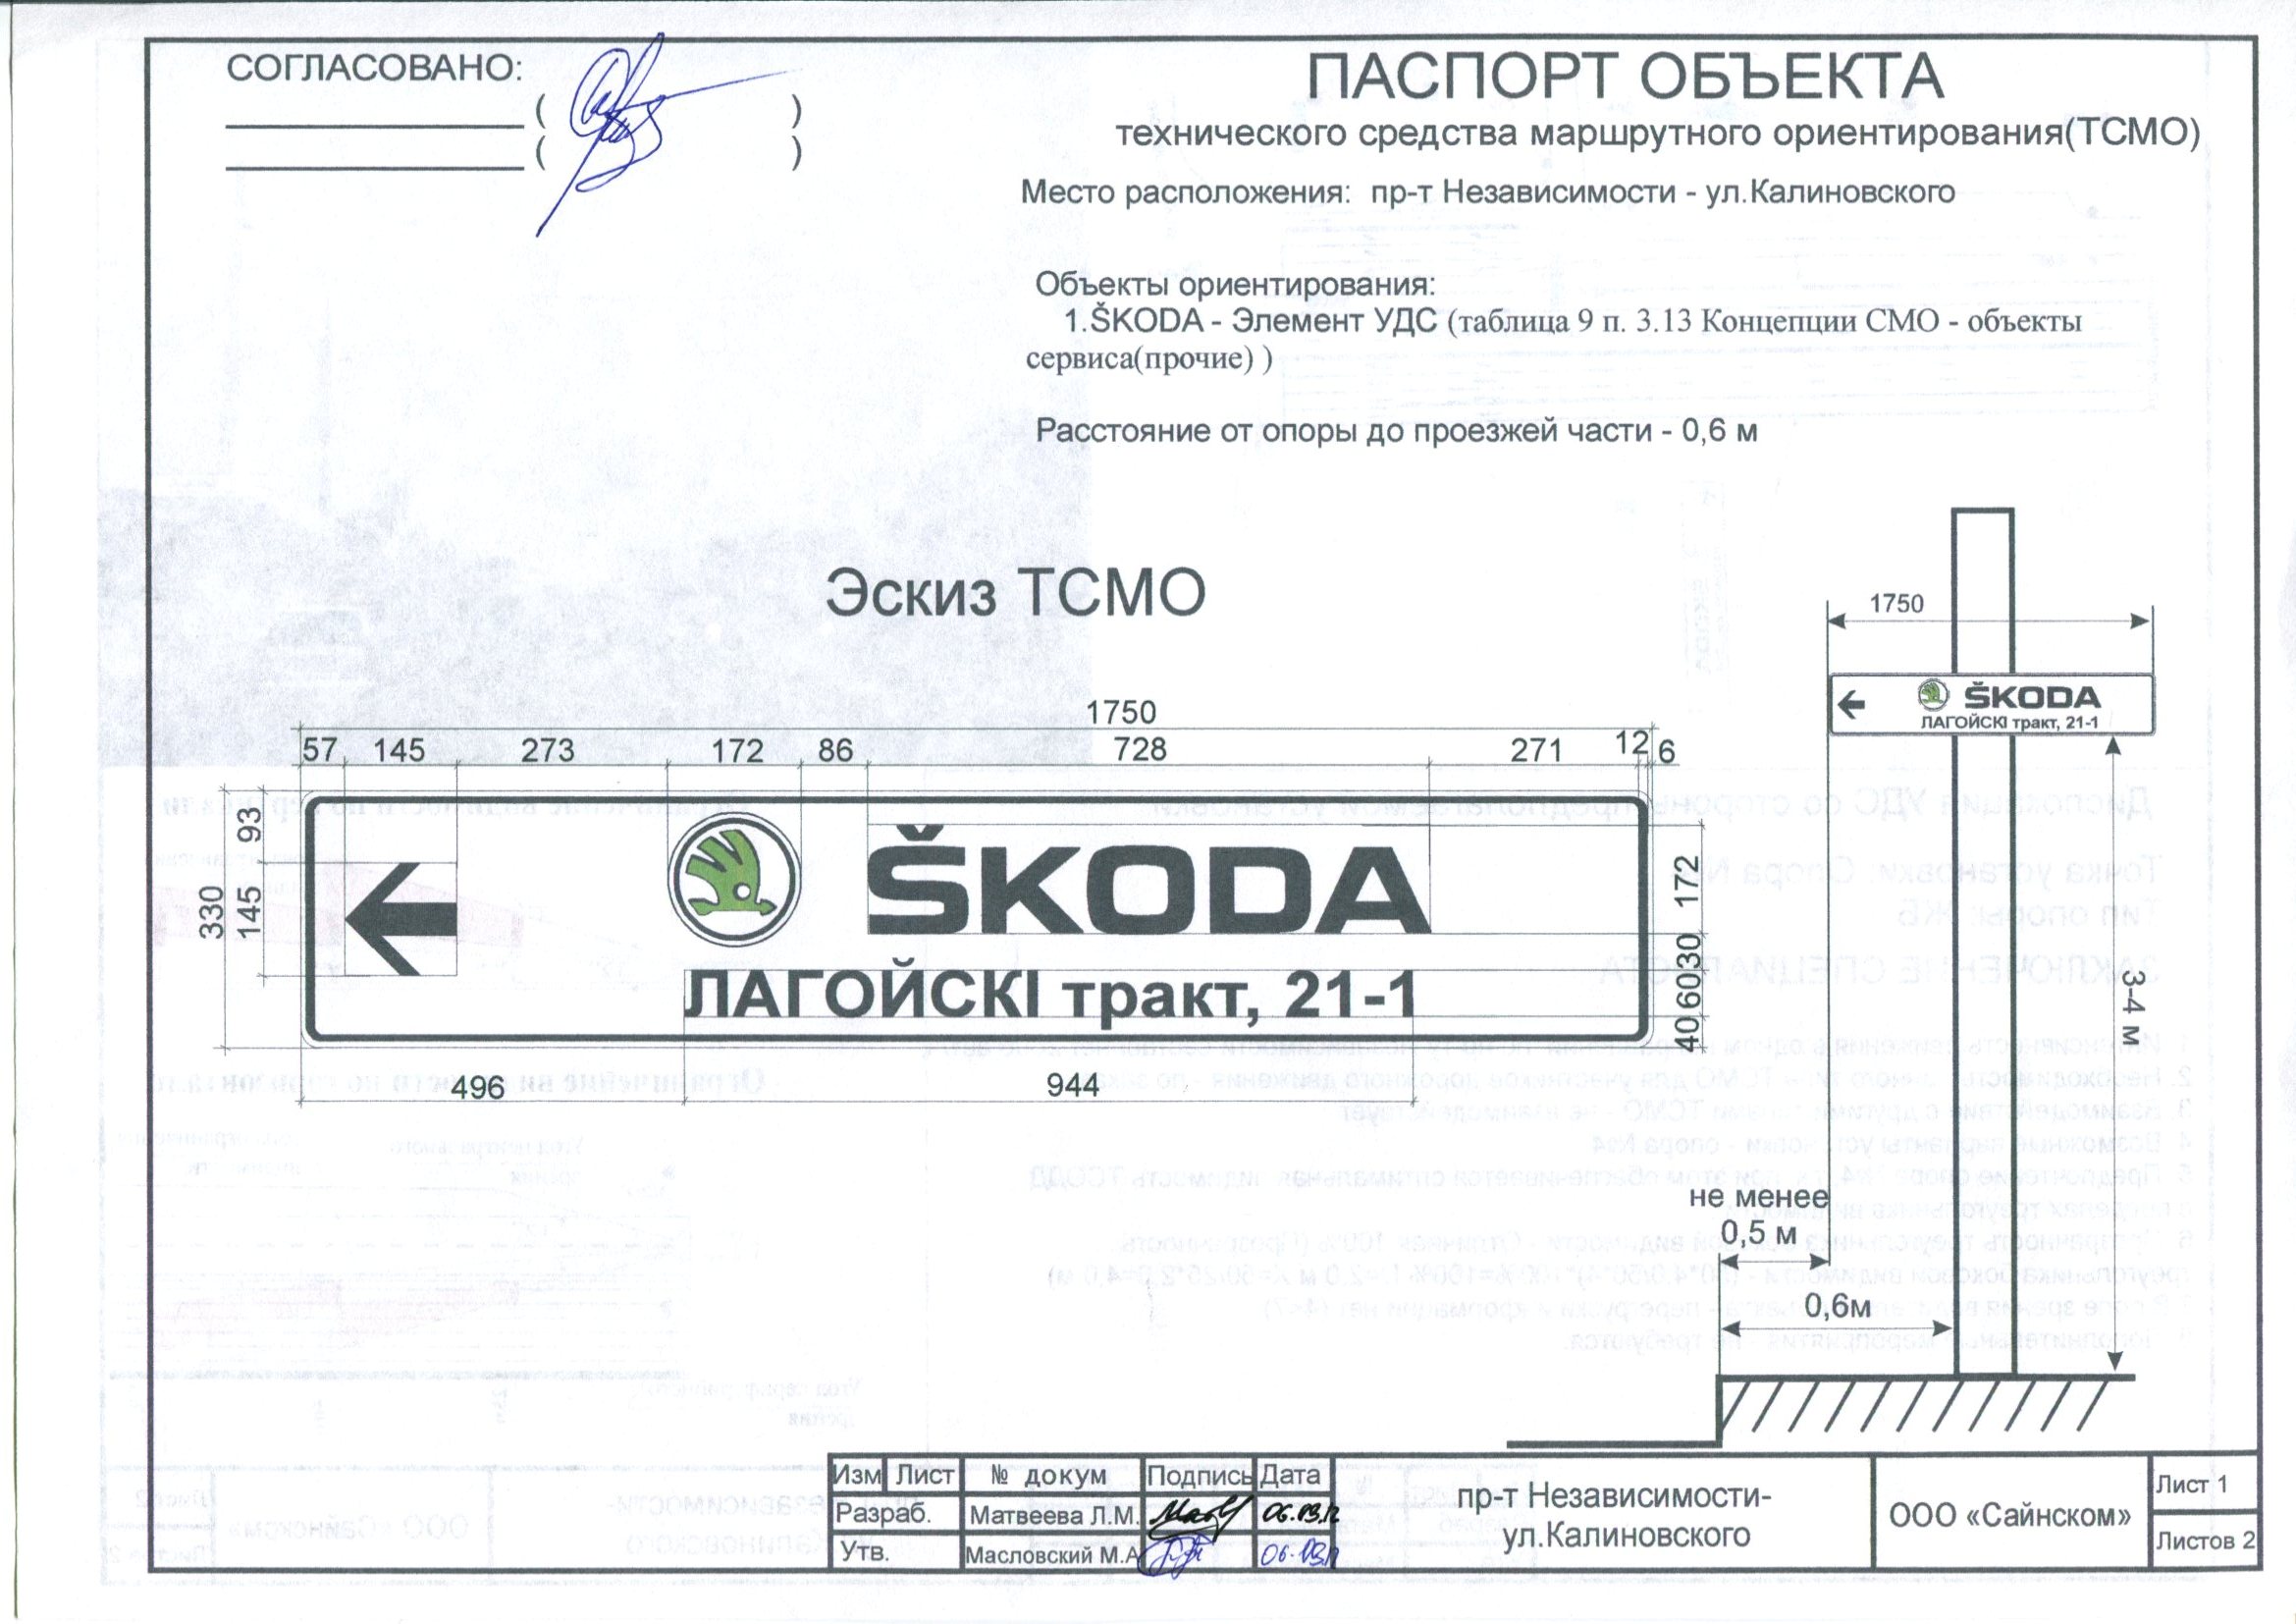 СОГЛАСОВАНО:
( )
( )
ПАСПОРТ ОБЪЕКТА
технического средства маршрутного ориентирования(ТСМО)
Место расположения: пр-т Независимости - ул.Калиновского
Объекты ориентирования:
1.ŠKODA - Элемент УДС (таблица 9 п. 3.13 Концепции СМО - объекты
сервиса(прочие) )
Расстояние от опоры до проезжей части - 0,6 м
Эскиз ТСМО
1750
57 145 273 172 86 728 271 12 6
330
93
145
ŠKODA
ЛАГОЙСКІ тракт, 21-1
172
30
60
40
496 944
1750
ŠKODA
ЛАГОЙСКІ тракт, 21-1
3-4 м
не менее
0,5 м
0,6м
Изм Лист № докум Подпись Дата
Разраб. Матвеева Л.М. 06.03.12
Утв. Масловский М.А 06.03.12
пр-т Независимости-
ул.Калиновского
ООО «Сайнском»
Лист 1
Листов 2